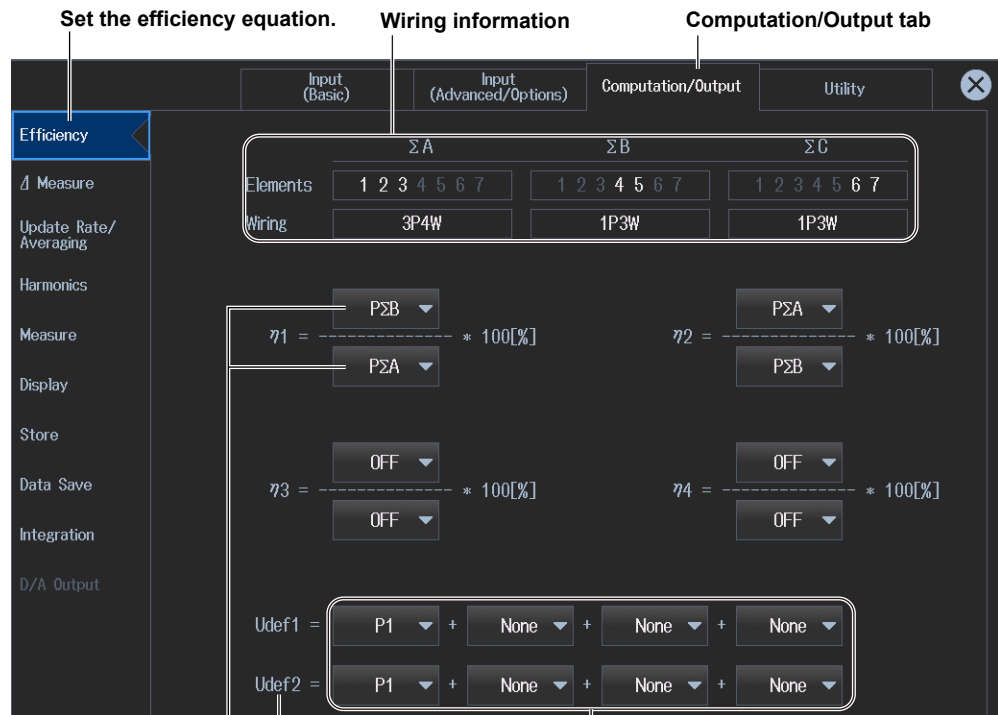 Set the efficiency equation. Wiring information Computation/Output tab
Input (Basic) Input (Advanced/Options) Computation/Output Utility
Efficiency
ΣA ΣB ΣC
⊿ Measure
Elements 1 2 3 4 5 6 7 1 2 3 4 5 6 7 1 2 3 4 5 6 7
Update Rate/
Averaging
Wiring 3P4W 1P3W 1P3W
Harmonics
PΣB PΣA
Measure
η1 = ------------- * 100[%] η2 = ------------- * 100[%]
PΣA PΣB
Display
Store
OFF OFF
Data Save
η3 = ------------- * 100[%] η4 = ------------- * 100[%]
OFF OFF
Integration
D/A Output
Udef1 = P1 + None + None + None
Udef2 = P1 + None + None + None